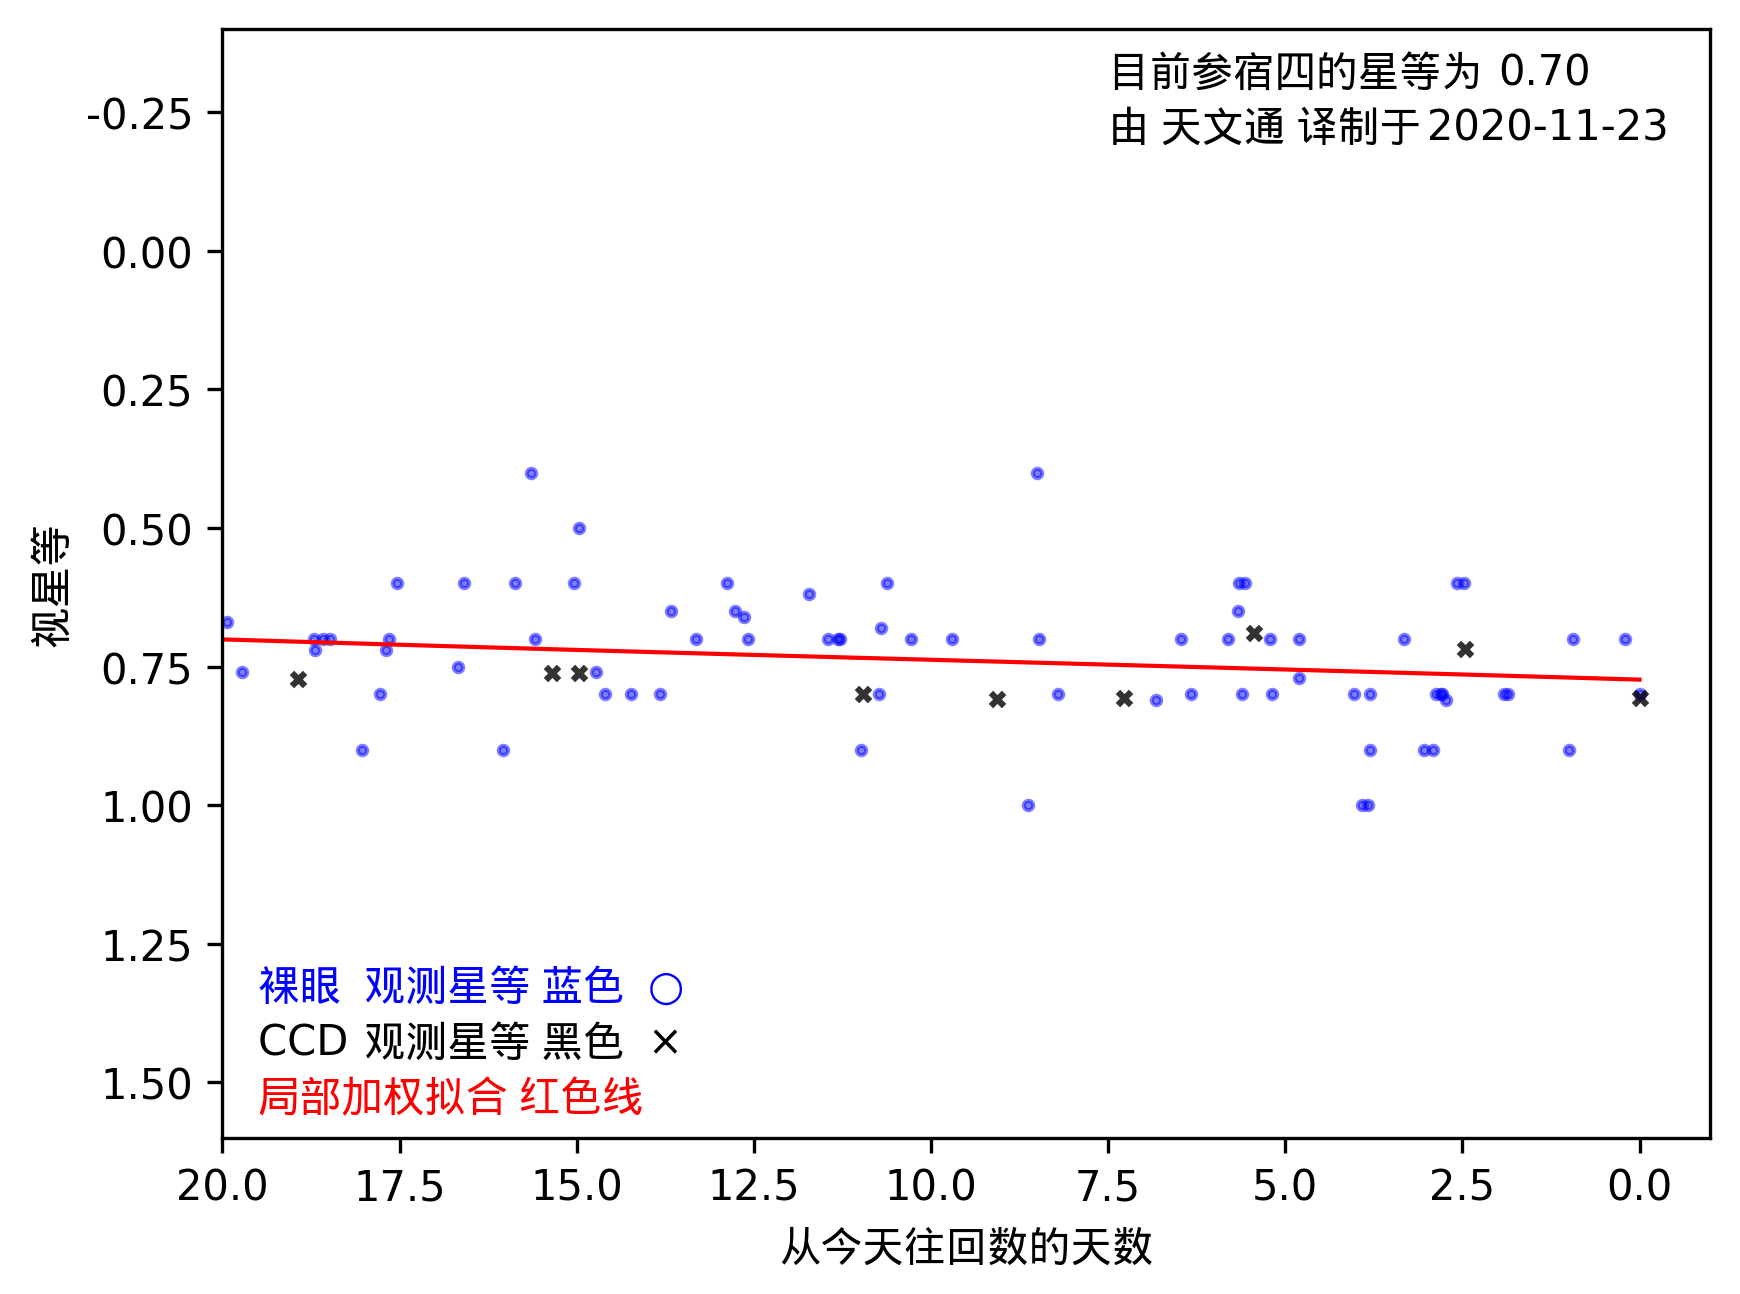 目前参宿四的星等为 0.70
由 天文通 译制于2020-11-23
-0.25
0.00
0.25
0.50
0.75
1.00
1.25
1.50
视星等
裸眼 观测星等 蓝色 ○
CCD 观测星等 黑色 ×
局部加权拟合 红色线
20.0 17.5 15.0 12.5 10.0 7.5 5.0 2.5 0.0
从今天往回数的天数